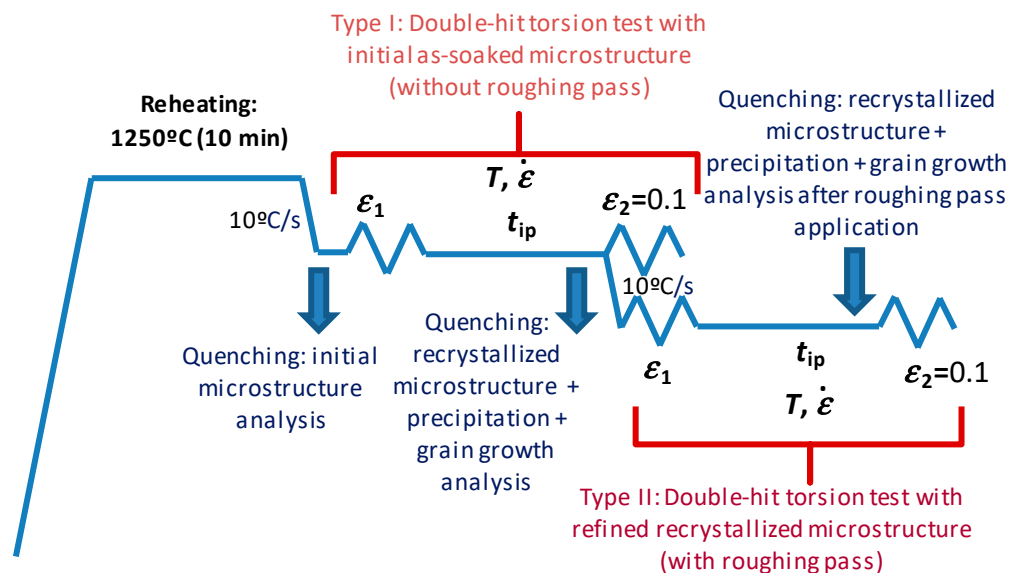 Type I: Double-hit torsion test with
initial as-soaked microstructure
(without roughing pass)
Reheating:
1250ºC (10 min)
Quenching: recrystallized
microstructure +
precipitation + grain growth
analysis after roughing pass
application
10ºC/s
ε1
T, ε̇
tip
ε2=0.1
10ºC/s
Quenching: initial
microstructure
analysis
Quenching:
recrystallized
microstructure +
precipitation +
grain growth
analysis
ε1
tip
ε2=0.1
T, ε̇
Type II: Double-hit torsion test with
refined recrystallized microstructure
(with roughing pass)